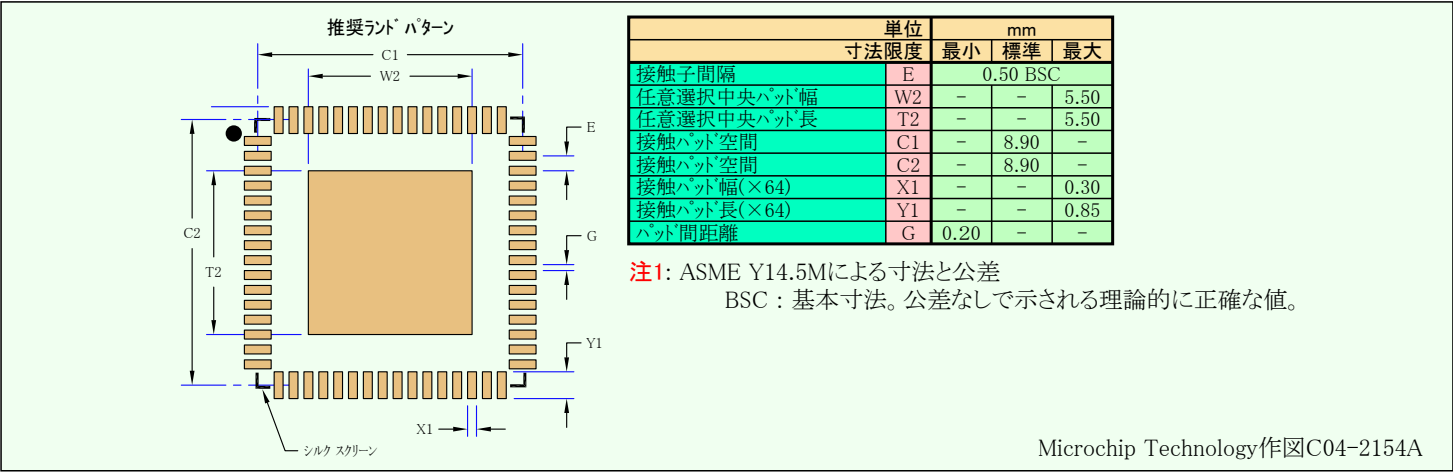 推奨ランド パターン
C1
W2
E
C2
G
T2
Y1
X1
シルク スクリーン
単位 mm
寸法限度 最小 標準 最大
接触子間隔 E 0.50 BSC
任意選択中央パッド幅 W2 - - 5.50
任意選択中央パッド長 T2 - - 5.50
接触パッド空間 C1 - 8.90 -
接触パッド空間 C2 - 8.90 -
接触パッド幅(×64) X1 - - 0.30
接触パッド長(×64) Y1 - - 0.85
パッド間距離 G 0.20 - -
注1: ASME Y14.5Mによる寸法と公差
BSC : 基本寸法。公差なしで示される理論的に正確な値。
Microchip Technology作図C04-2154A